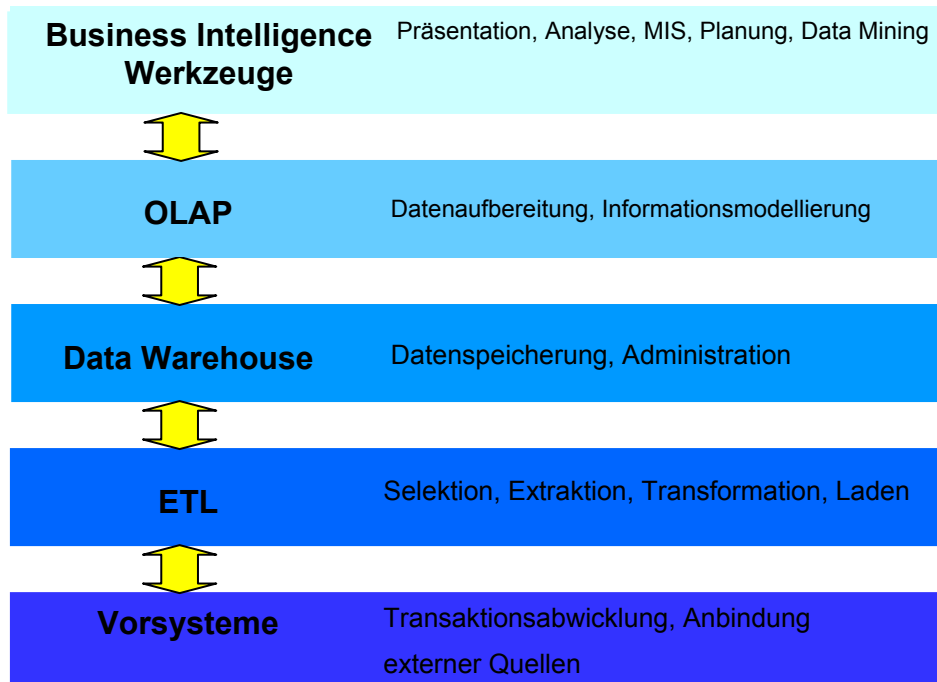 Business Intelligence
Werkzeuge
Präsentation, Analyse, MIS, Planung, Data Mining
OLAP
Datenaufbereitung, Informationsmodellierung
Data Warehouse
Datenspeicherung, Administration
ETL
Selektion, Extraktion, Transformation, Laden
Vorsysteme
Transaktionsabwicklung, Anbindung
externer Quellen